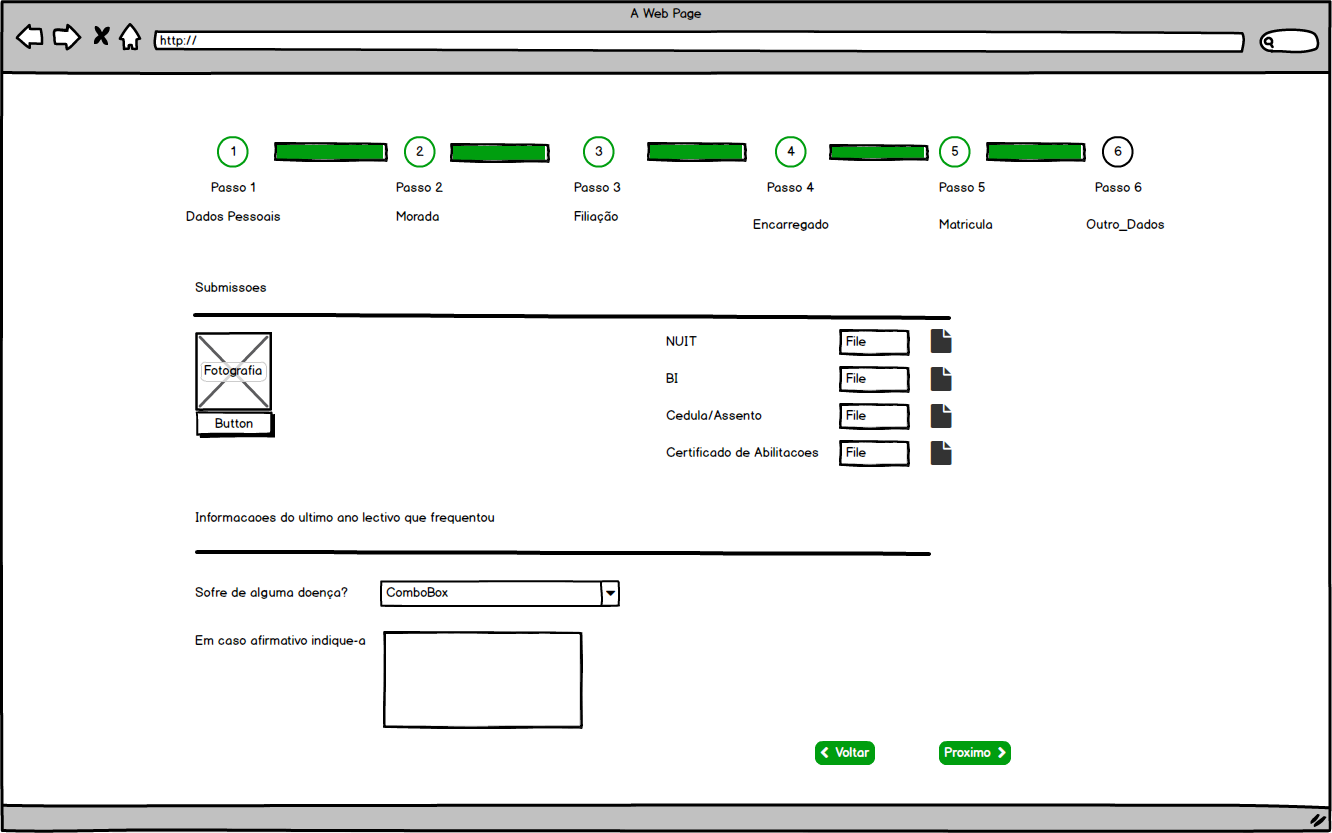 A Web Page
http://
1 2 3 4 5 6
Passo 1 Passo 2 Passo 3 Passo 4 Passo 5 Passo 6
Dados Pessoais Morada Filiação Encarregado Matricula Outro_Dados
Submissoes
Fotografia
Button
NUIT File
BI File
Cedula/Assento File
Certificado de Abilitacoes File
Informacaoes do ultimo ano lectivo que frequentou
Sofre de alguma doença? ComboBox
Em caso afirmativo indique-a
Voltar Proximo